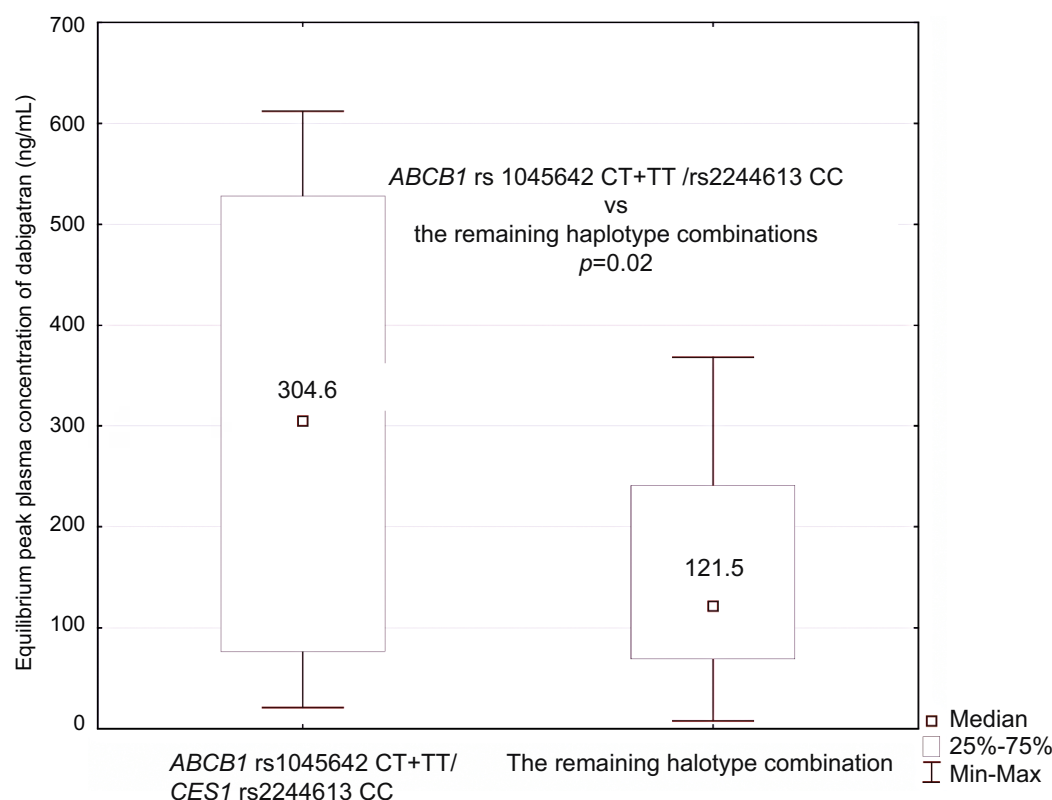 700
600
500
400
300
200
100
0
Equilibrium peak plasma concentration of dabigatran (ng/mL)
ABCB1 rs 1045642 CT+TT /rs2244613 CC
vs
the remaining haplotype combinations
p=0.02
304.6
121.5
ABCB1 rs1045642 CT+TT/
CES1 rs2244613 CC
The remaining halotype combination
Median
25%-75%
Min-Max